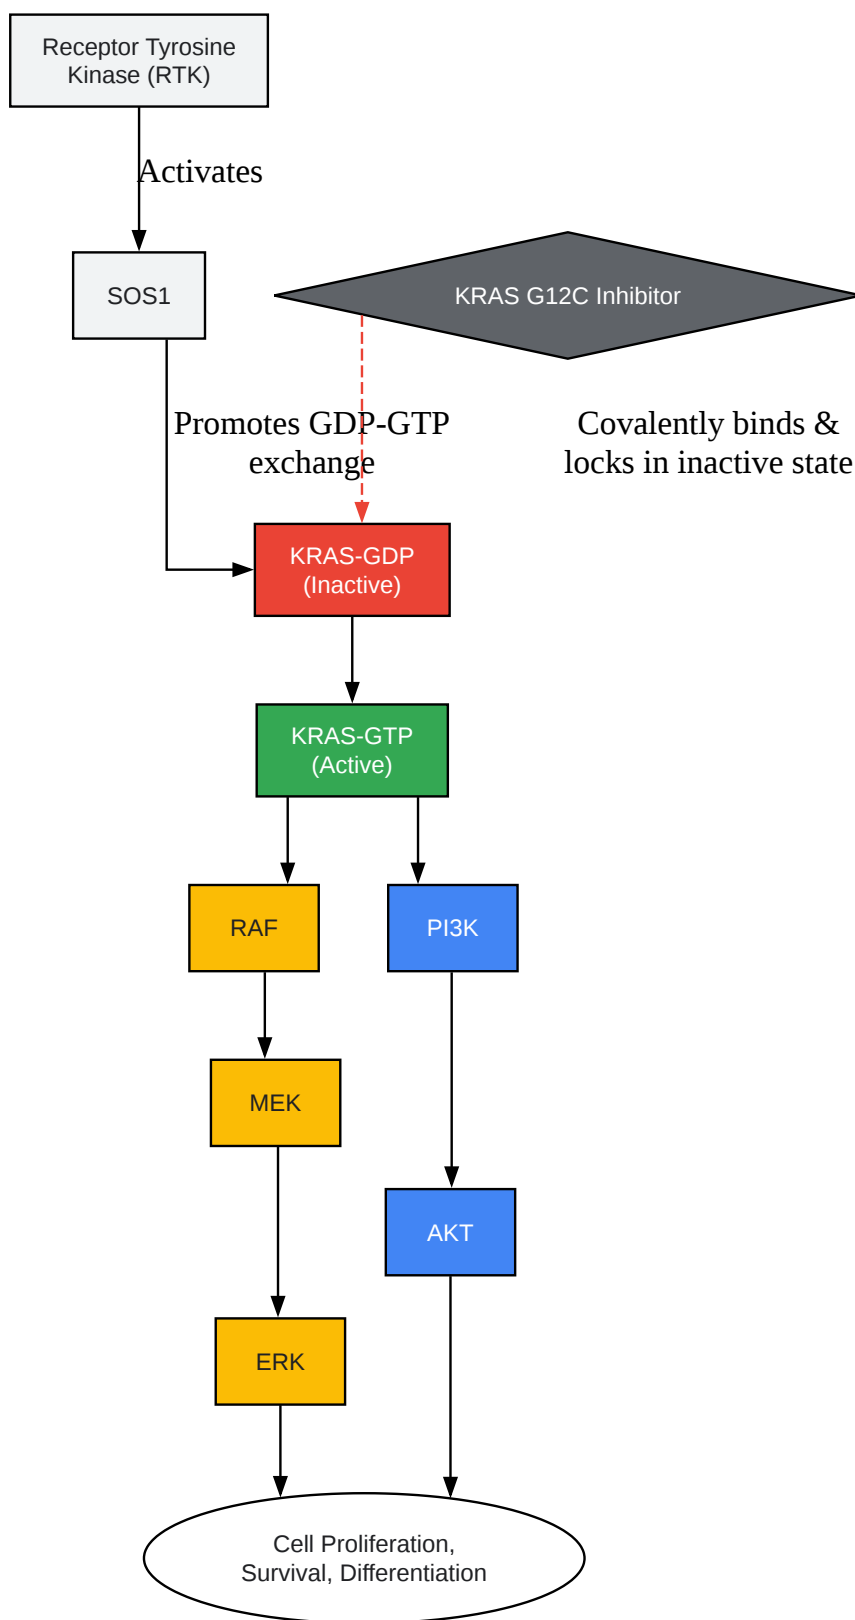 Receptor Tyrosine
Kinase (RTK)
Activates
SOS1
KRAS G12C Inhibitor
Promotes GDP-GTP
exchange
Covalently binds &
locks in inactive state
KRAS-GDP
(Inactive)
KRAS-GTP
(Active)
RAF
PI3K
MEK
AKT
ERK
Cell Proliferation,
Survival, Differentiation